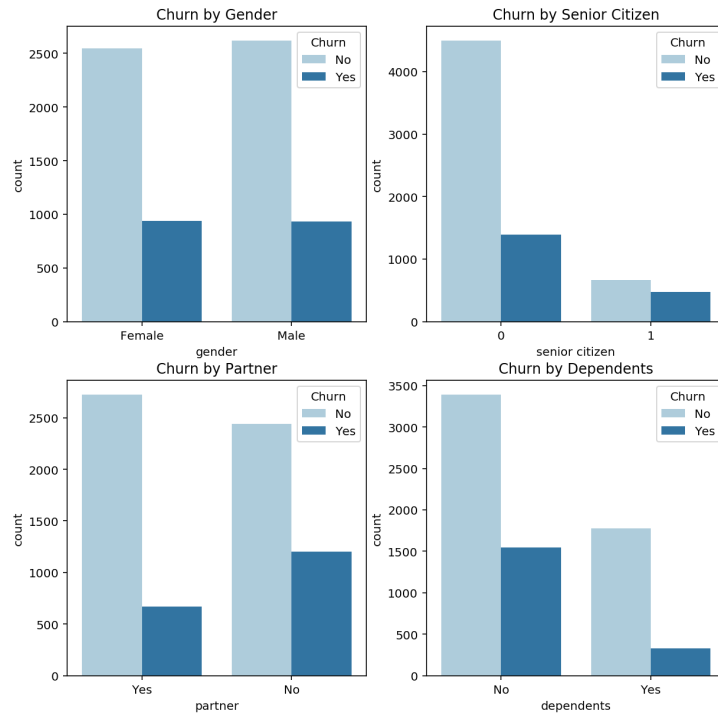 Churn by Gender
Churn
No
Yes
2500
2000
1500
1000
500
0
count
Female
Male
gender
Churn by Senior Citizen
Churn
No
Yes
4000
3000
2000
1000
0
count
0
1
senior citizen
Churn by Partner
Churn
No
Yes
2500
2000
1500
1000
500
0
count
Yes
No
partner
Churn by Dependents
Churn
No
Yes
3500
3000
2500
2000
1500
1000
500
0
count
No
Yes
dependents